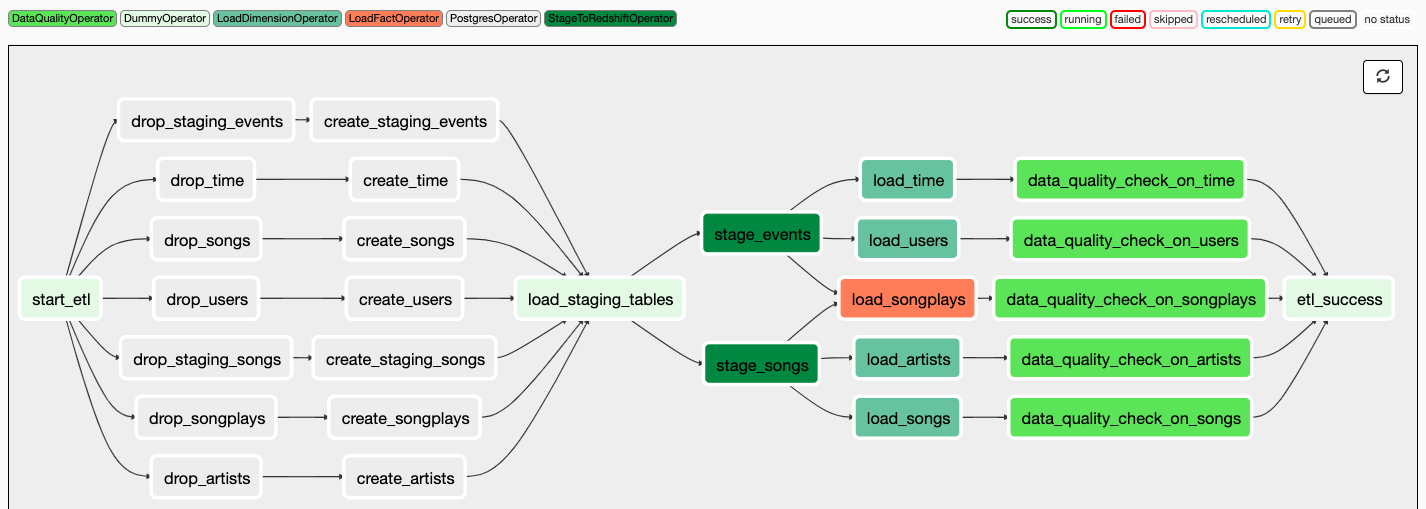 DataQualityOperator DummyOperator LoadDimensionOperator LoadFactOperator PostgresOperator StageToRedshiftOperator success running failed skipped rescheduled retry queued no status
drop_staging_events create_staging_events
drop_time create_time load_time data_quality_check_on_time
stage_events
drop_songs create_songs load_users data_quality_check_on_users
start_etl drop_users create_users load_staging_tables load_songplays data_quality_check_on_songplays etl_success
drop_staging_songs create_staging_songs load_artists data_quality_check_on_artists
stage_songs
drop_songplays create_songplays load_songs data_quality_check_on_songs
drop_artists create_artists